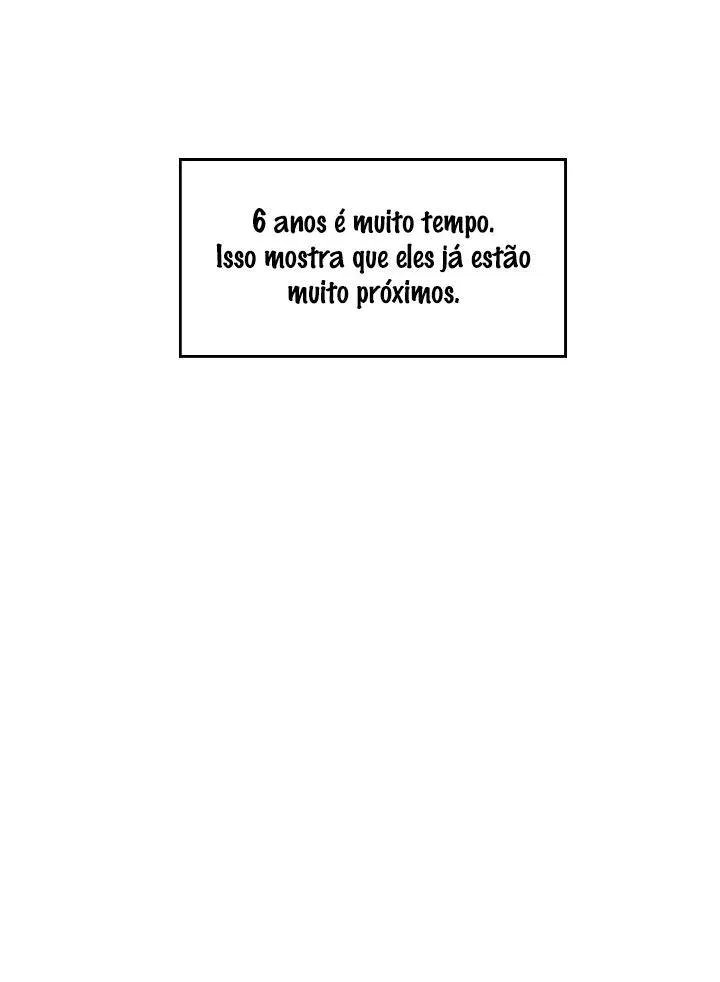 6 anos é muito tempo.
Isso mostra que eles já estão
muito próximos.